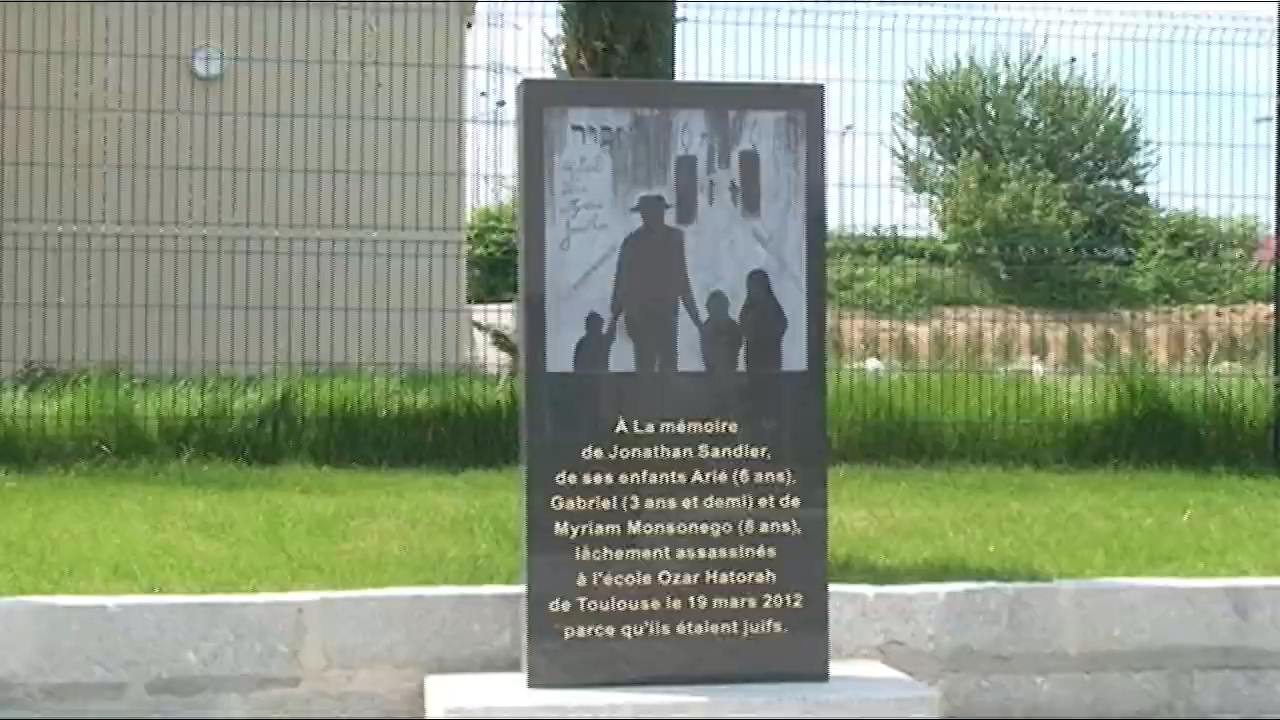 זכור
À La mémoire
de Jonathan Sandler,
de ses enfants Arié (6 ans),
Gabriel (3 ans et demi) et de
Myriam Monsonego (8 ans),
lâchement assassinés
à l'école Ozar Hatorah
de Toulouse le 19 mars 2012
parce qu'ils étaient juifs.